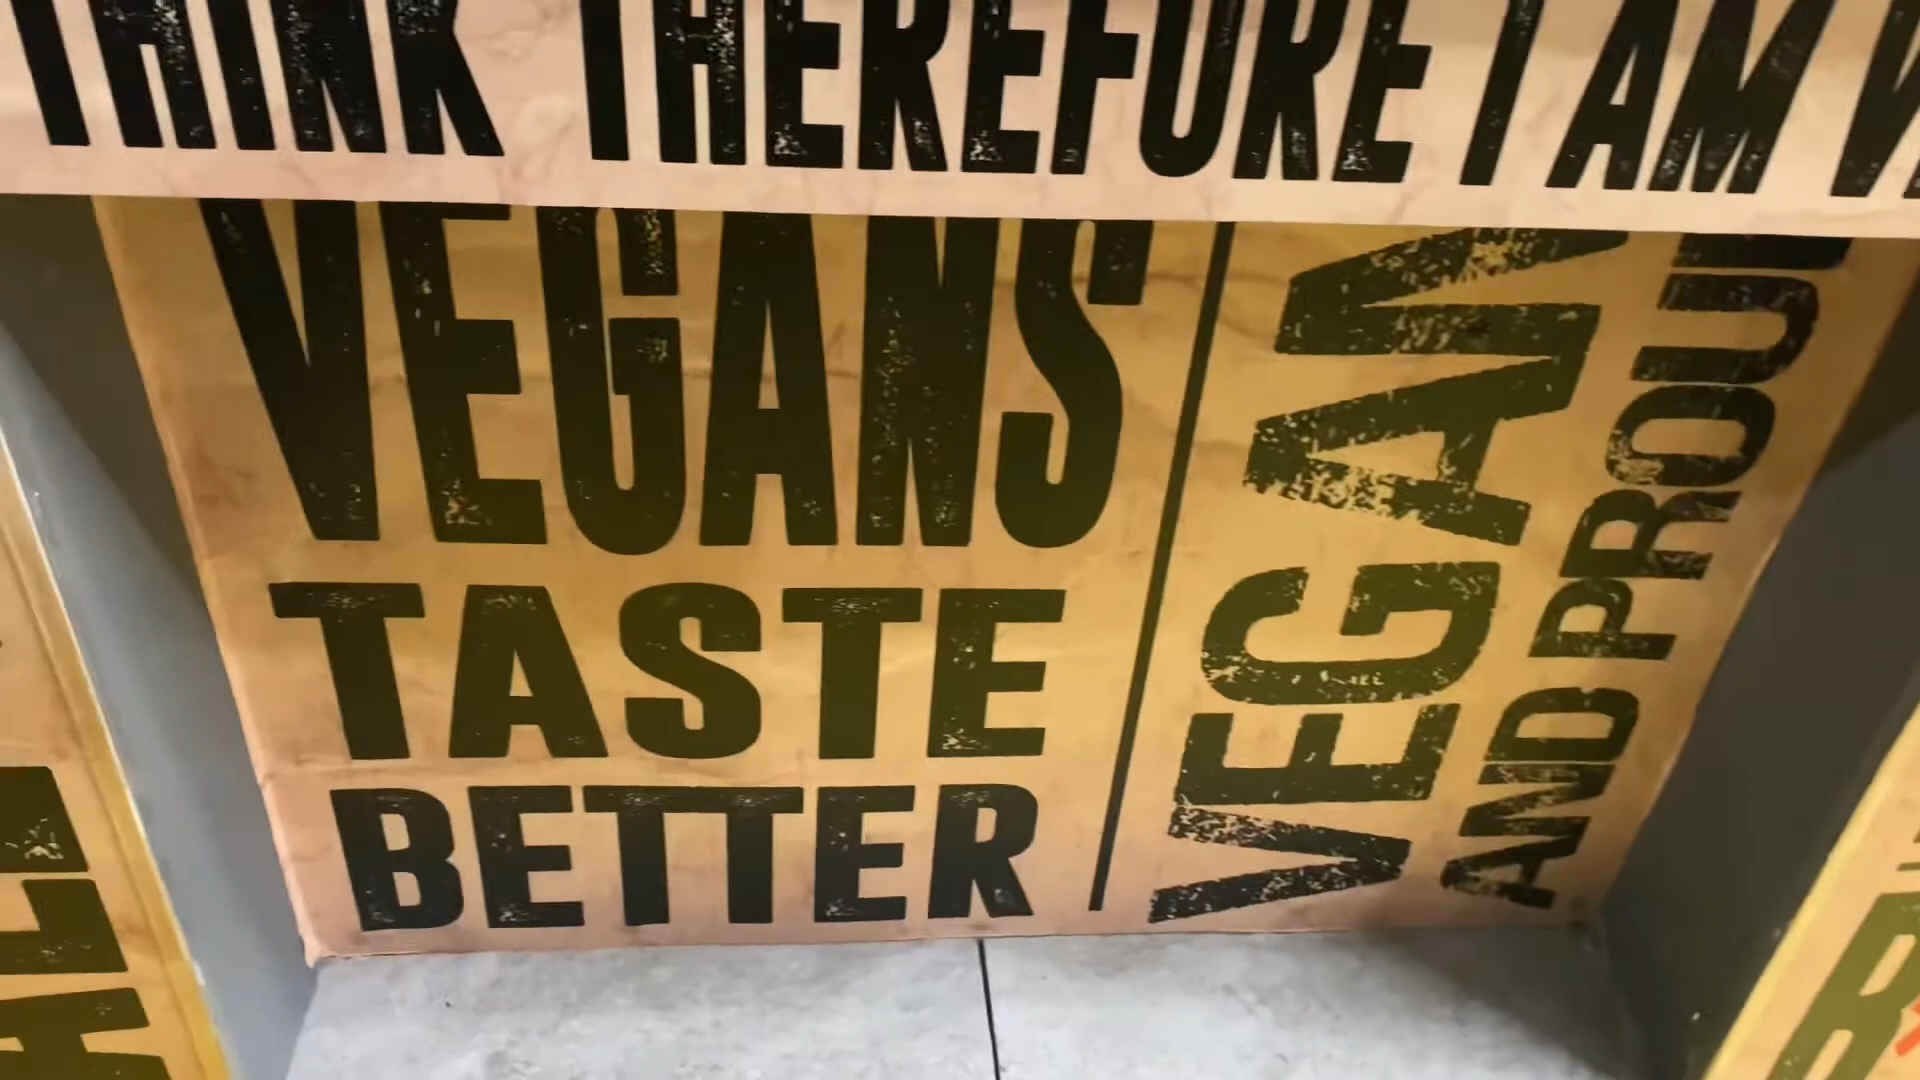 THINK THEREFORE I AM
VEGANS
TASTE
BETTER
VEGAN
AND PROUD